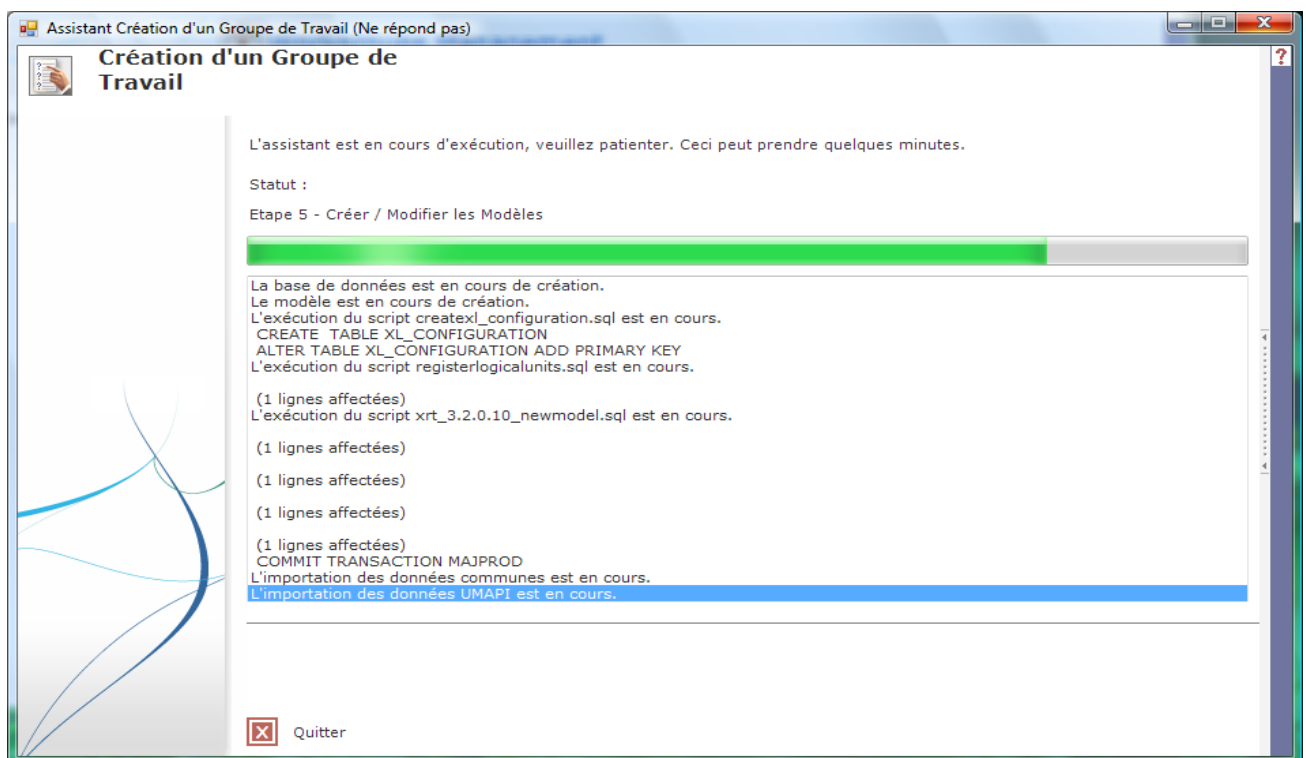 Assistant Création d'un Groupe de Travail (Ne répond pas)
Création d'un Groupe de
Travail
?
L'assistant est en cours d'exécution, veuillez patienter. Ceci peut prendre quelques minutes.
Statut :
Etape 5 - Créer / Modifier les Modèles
La base de données est en cours de création.
Le modèle est en cours de création.
L'exécution du script createxl_configuration.sql est en cours.
CREATE TABLE XL_CONFIGURATION
ALTER TABLE XL_CONFIGURATION ADD PRIMARY KEY
L'exécution du script registerlogicalunits.sql est en cours.
(1 lignes affectées)
L'exécution du script xrt_3.2.0.10_newmodel.sql est en cours.
(1 lignes affectées)
(1 lignes affectées)
(1 lignes affectées)
(1 lignes affectées)
COMMIT TRANSACTION MAJPROD
L'importation des données communes est en cours.
L'importation des données UMAPI est en cours.
Quitter